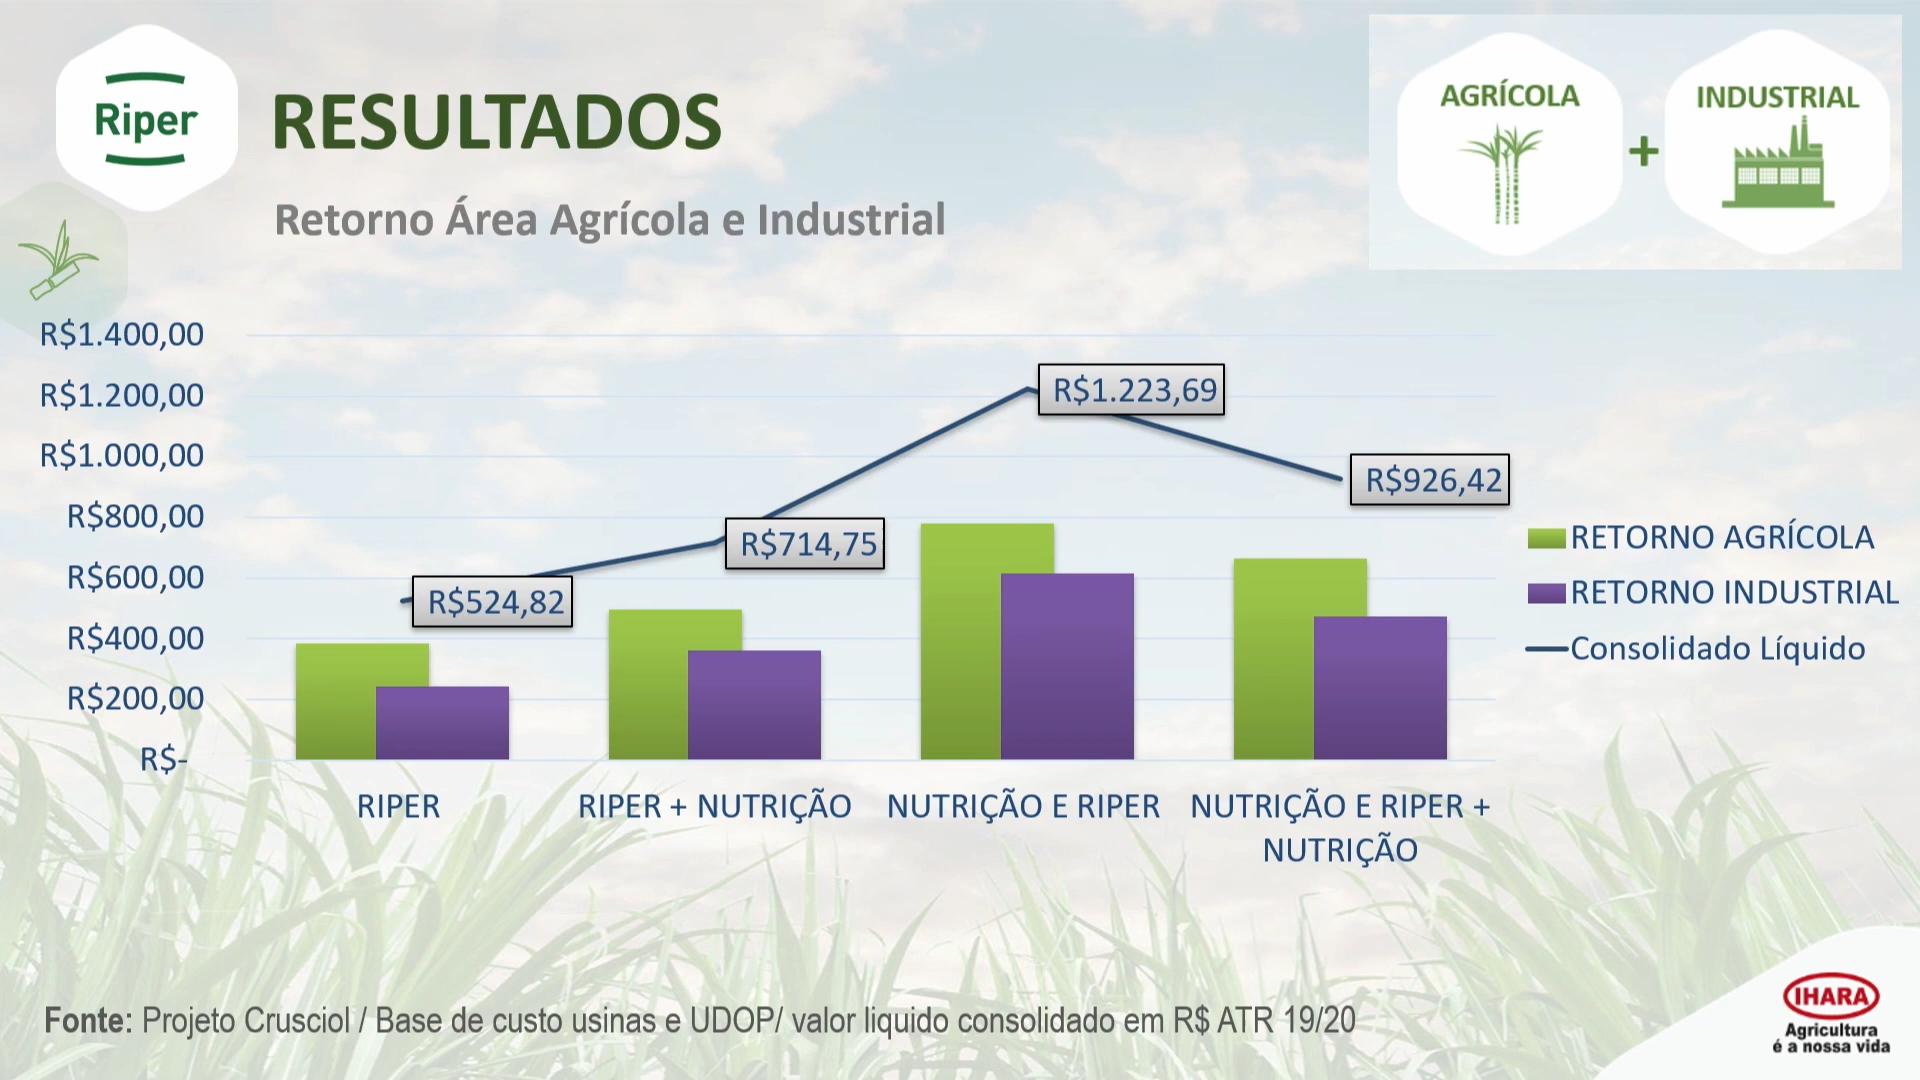 Riper
RESULTADOS
Retorno Área Agrícola e Industrial
AGRÍCOLA
+
INDUSTRIAL
R$1.400,00
R$1.200,00
R$1.000,00
R$800,00
R$600,00
R$400,00
R$200,00
R$-
R$524,82
R$714,75
R$1.223,69
R$926,42
RIPER
RIPER + NUTRIÇÃO
NUTRIÇÃO E RIPER
NUTRIÇÃO E RIPER +
NUTRIÇÃO
RETORNO AGRÍCOLA
RETORNO INDUSTRIAL
Consolidado Líquido
Fonte: Projeto Crusciol / Base de custo usinas e UDOP/ valor liquido consolidado em R$ ATR 19/20
IHARA
Agricultura
é a nossa vida